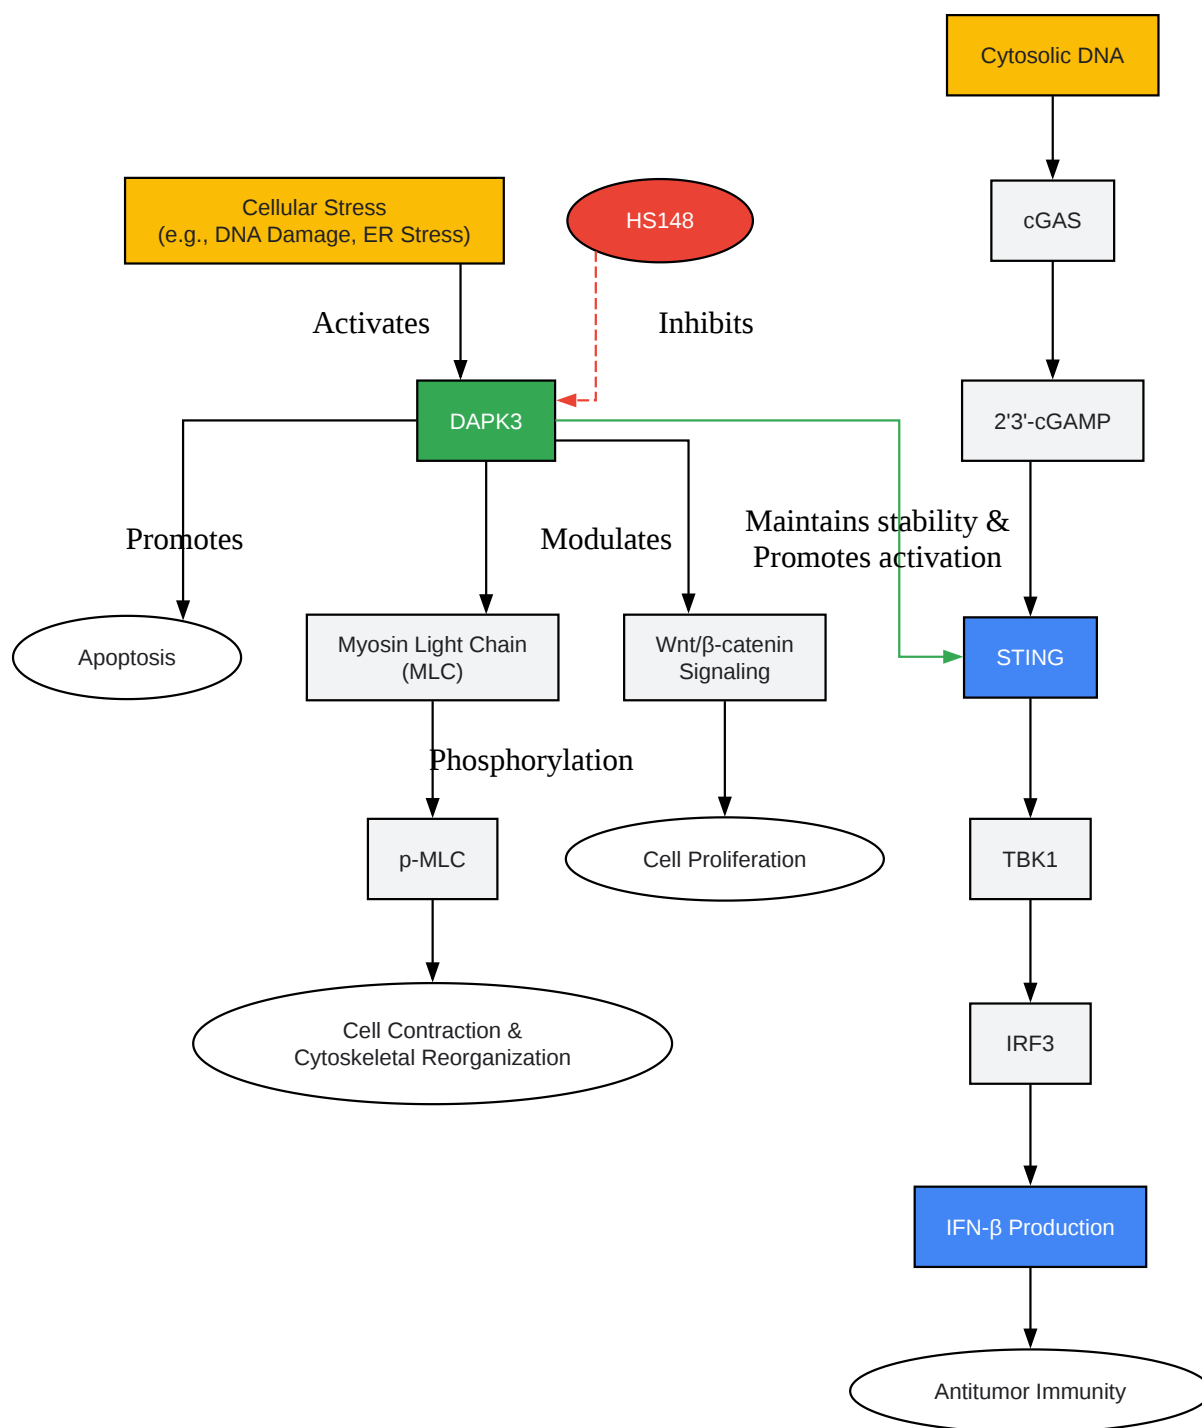 Cytosolic DNA
Cellular Stress
(e.g., DNA Damage, ER Stress)
HS148
cGAS
Activates
Inhibits
DAPK3
2'3'-cGAMP
Promotes
Modulates
Maintains stability &
Promotes activation
Apoptosis
Myosin Light Chain
(MLC)
Wnt/β-catenin
Signaling
STING
Phosphorylation
p-MLC
Cell Proliferation
TBK1
Cell Contraction &
Cytoskeletal Reorganization
IRF3
IFN-β Production
Antitumor Immunity